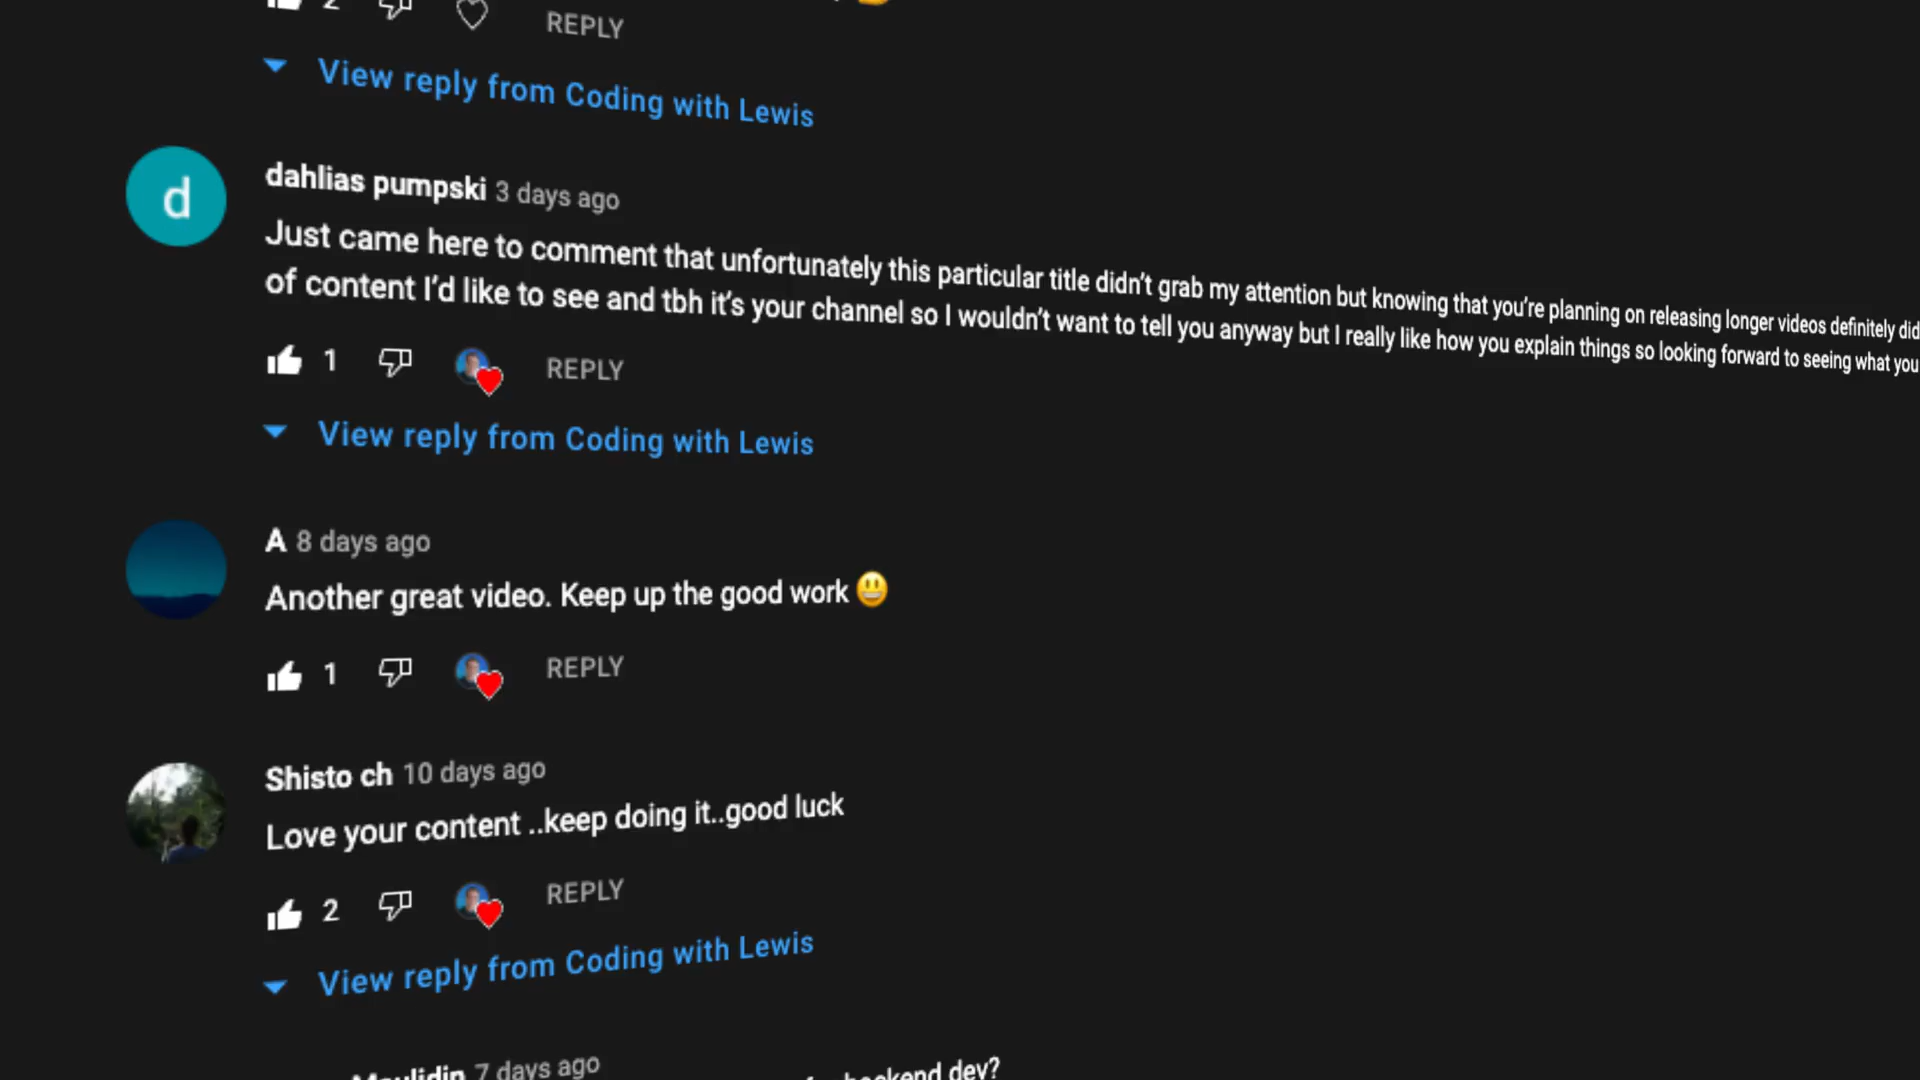 2 REPLY
View reply from Coding with Lewis
d
dahlias pumpski 3 days ago
Just came here to comment that unfortunately this particular title didn't grab my attention but knowing that you're planning on releasing longer videos definitely did
of content I'd like to see and tbh it's your channel so I wouldn't want to tell you anyway but I really like how you explain things so looking forward to seeing what you
1 REPLY
View reply from Coding with Lewis
A 8 days ago
Another great video. Keep up the good work 😃
1 REPLY
Shisto ch 10 days ago
Love your content ..keep doing it..good luck
2 REPLY
View reply from Coding with Lewis
7 days ago
backend dev?